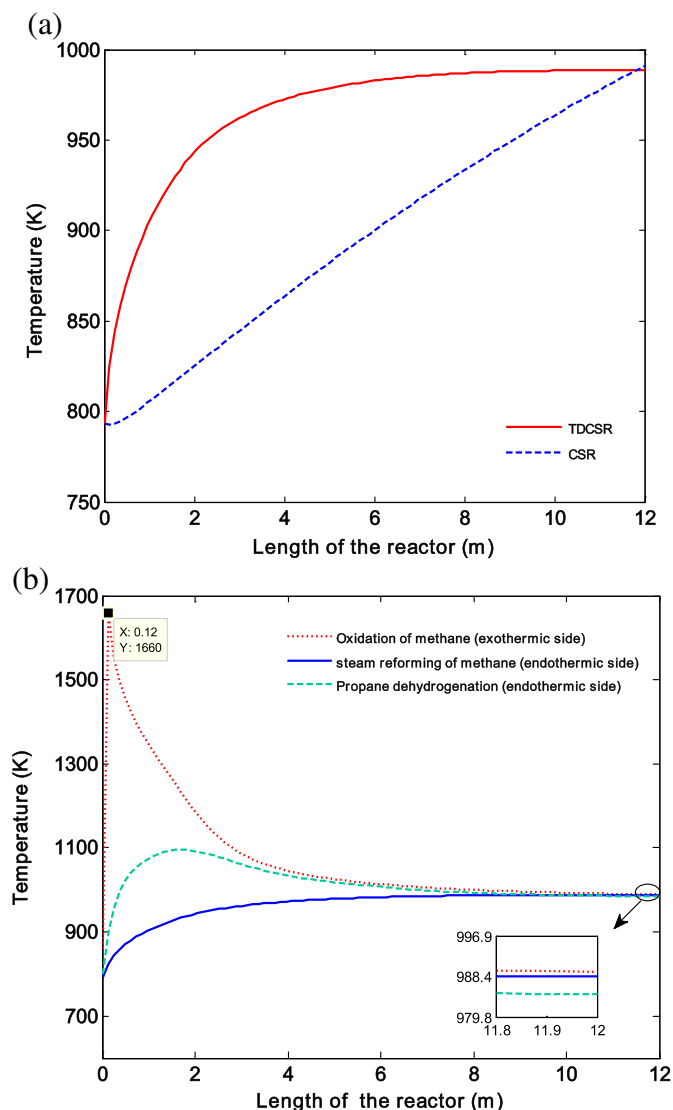 (a)
1000
950
900
850
800
750
Temperature (K)
TDCSR
CSR
0 2 4 6 8 10 12
Length of the reactor (m)
(b)
1700
1500
1300
1100
900
700
Temperature (K)
X: 0.12
Y: 1660
Oxidation of methane (exothermic side)
steam reforming of methane (endothermic side)
Propane dehydrogenation (endothermic side)
996.9
988.4
979.8
11.8 11.9 12
0 2 4 6 8 10 12
Length of the reactor (m)